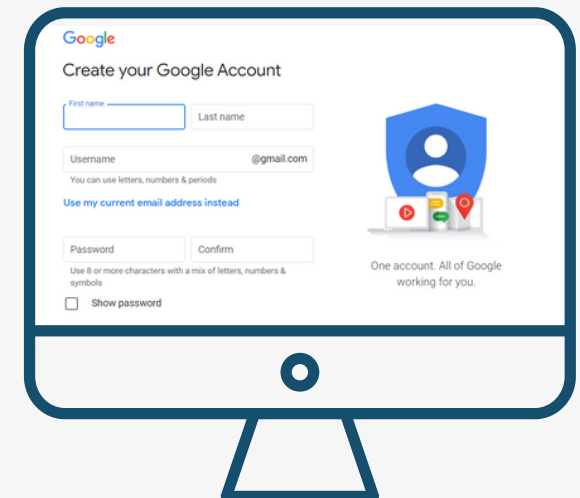 Google
Create your Google Account
First name
Last name
Username @gmail.com
You can use letters, numbers & periods
Use my current email address instead
Password
Confirm
Use 8 or more characters with a mix of letters, numbers &
symbols
Show password
One account. All of Google
working for you.